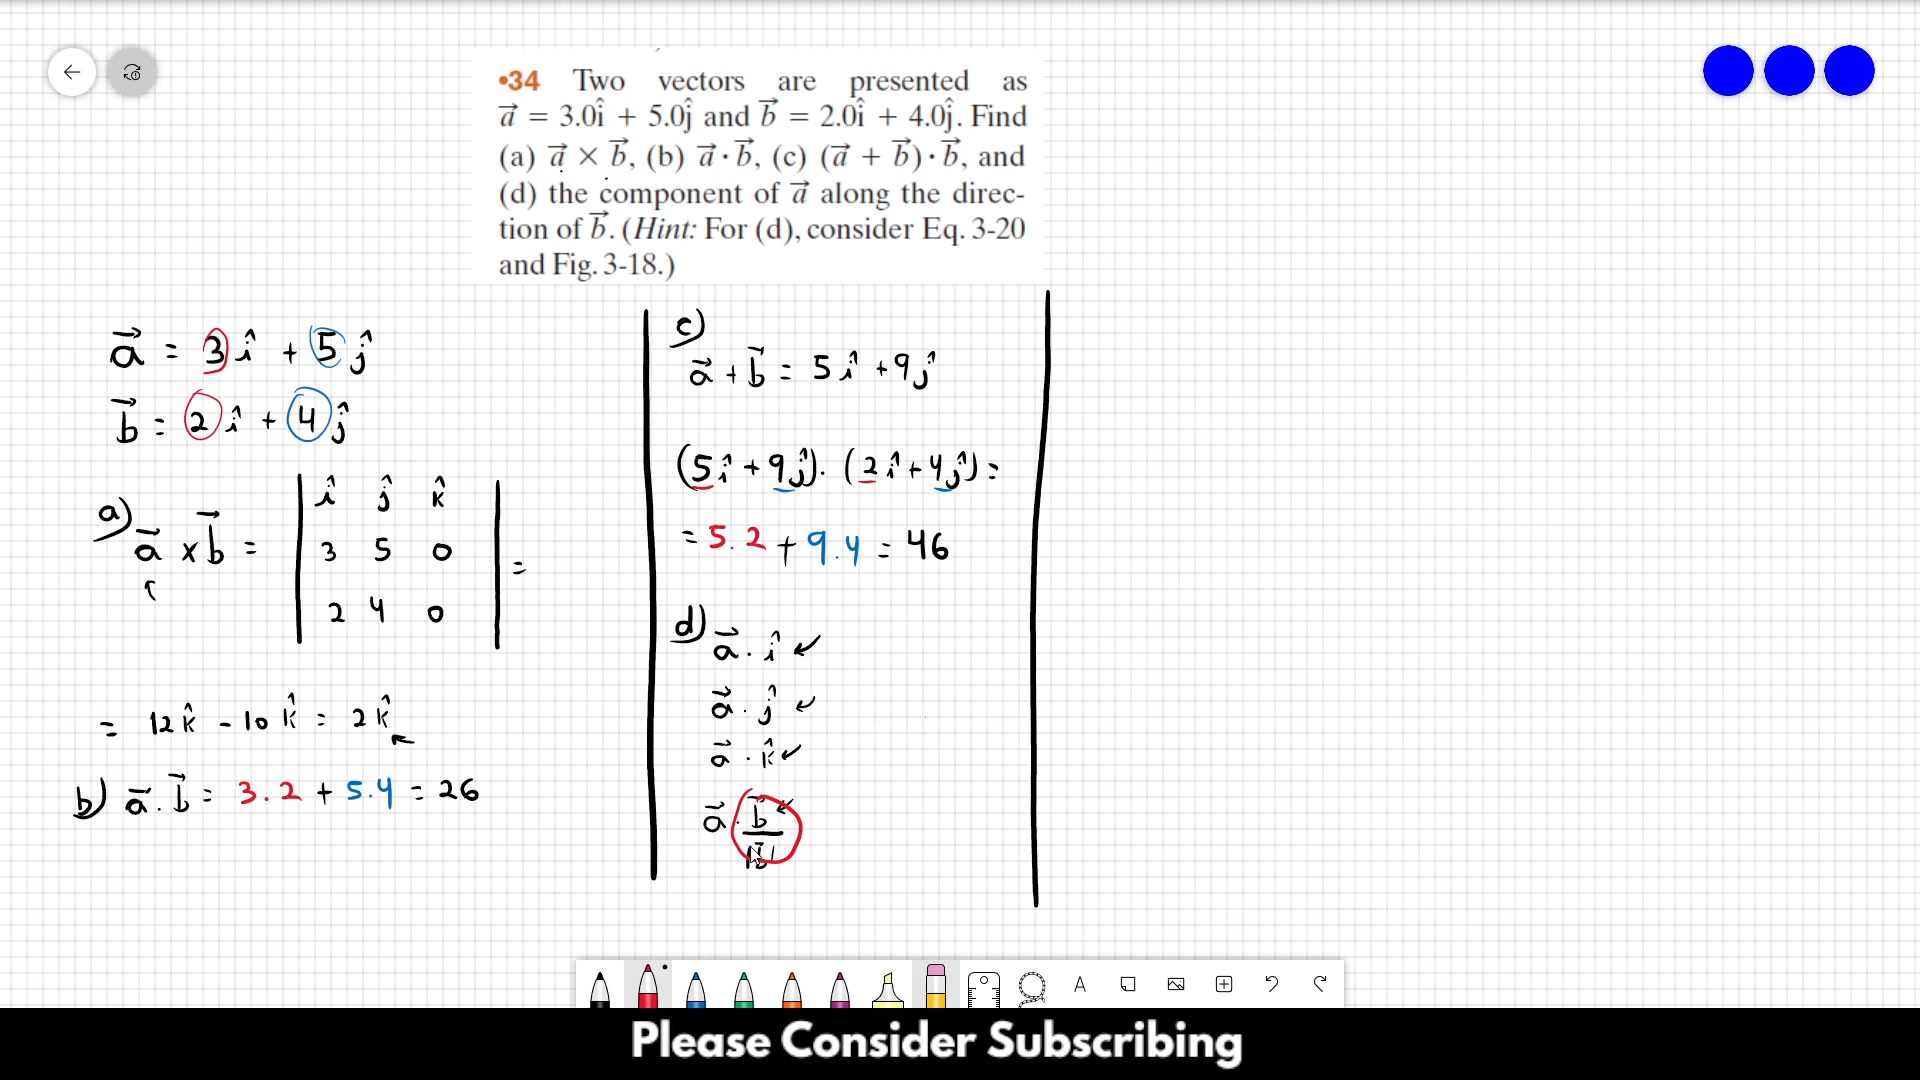 •34 Two vectors are presented as
a⃗ = 3.0î + 5.0ĵ and b⃗ = 2.0î + 4.0ĵ. Find
(a) a⃗ × b⃗, (b) a⃗ · b⃗, (c) (a⃗ + b⃗) · b⃗, and
(d) the component of a⃗ along the direc-
tion of b⃗. (Hint: For (d), consider Eq. 3-20
and Fig. 3-18.)
a⃗ = 3î + 5ĵ
b⃗ = 2î + 4ĵ
a)
a⃗ × b⃗ = | î ĵ k̂ |
3 5 0 =
2 4 0
= 12k̂ - 10k̂ = 2k̂
b) a⃗ . b⃗ = 3.2 + 5.4 = 26
c)
a⃗ + b⃗ = 5î + 9ĵ
(5î + 9ĵ) . (2î + 4ĵ) =
= 5.2 + 9.4 = 46
d)
a⃗ . î
a⃗ . ĵ
a⃗ . k̂
a⃗ . b⃗
|b⃗|
A
Please Consider Subscribing